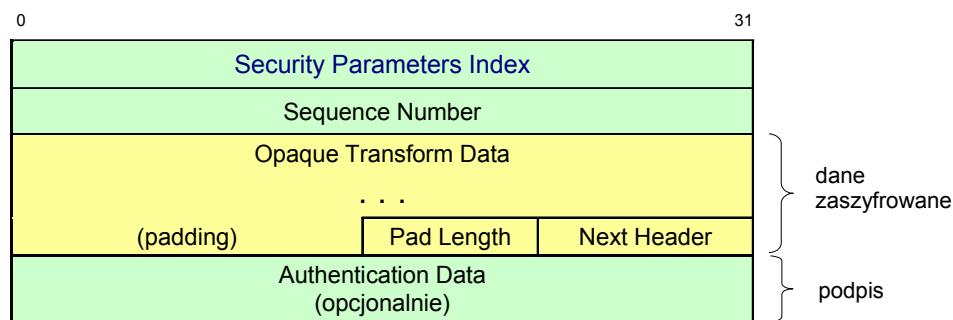 0 31
Security Parameters Index
Sequence Number
Opaque Transform Data
. . .
(padding) Pad Length Next Header
dane
zaszyfrowane
Authentication Data
(opcjonalnie)
podpis